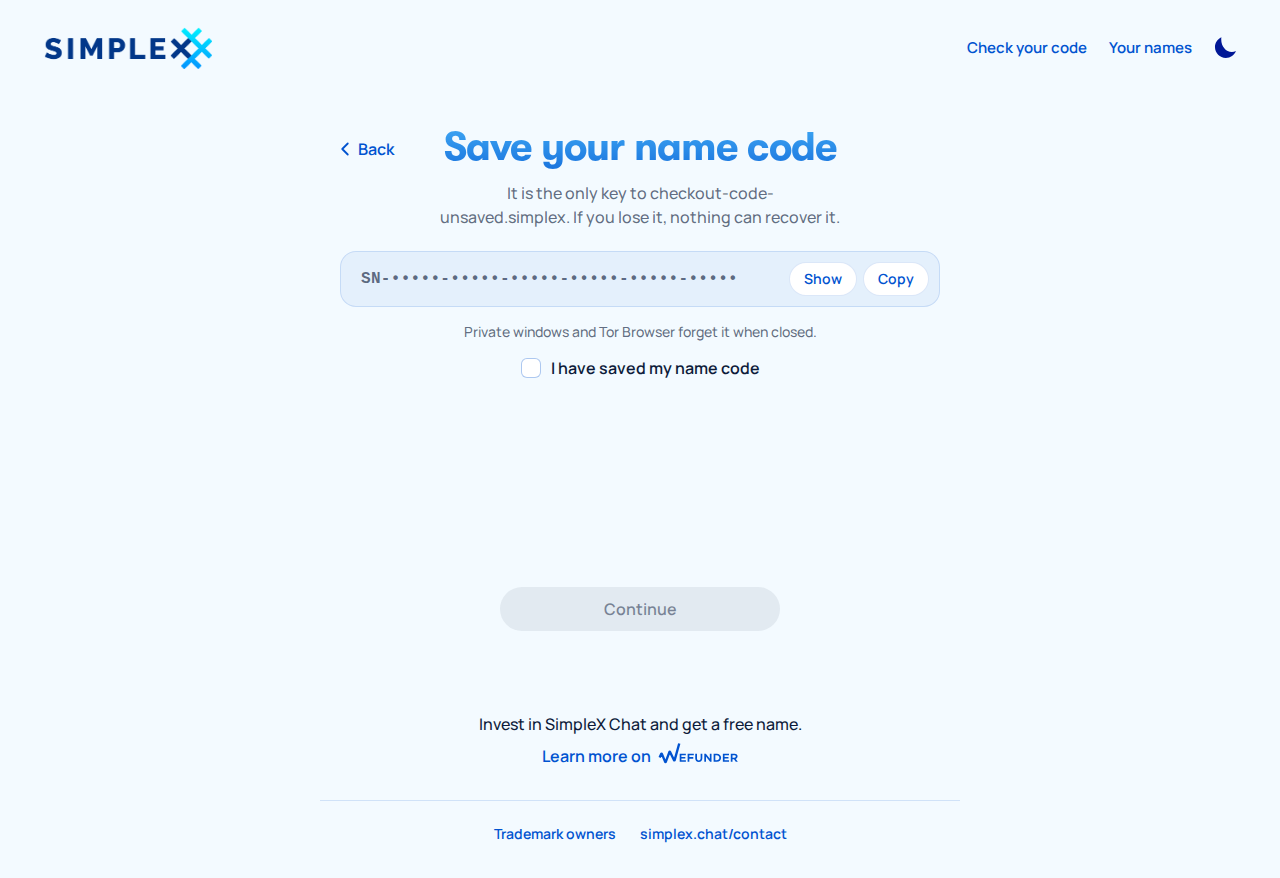 SIMPLEX
Check your code
Your names
Back
Save your name code
It is the only key to checkout-code-
unsaved.simplex. If you lose it, nothing can recover it.
SN-•••••-•••••-•••••-•••••-•••••-•••••
Show
Copy
Private windows and Tor Browser forget it when closed.
I have saved my name code
Continue
Invest in SimpleX Chat and get a free name.
Learn more on WEFUNDER
Trademark owners
simplex.chat/contact